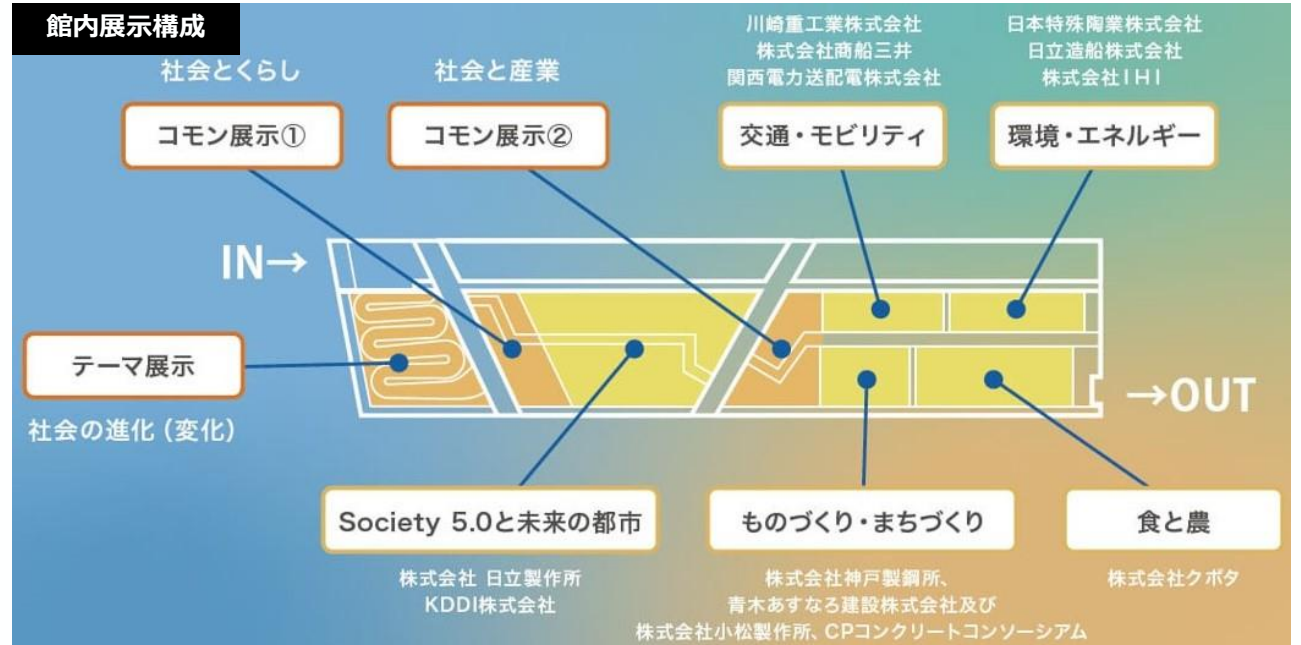 館内展示構成
社会とくらし
コモン展示①
社会と産業
コモン展示②
川崎重工業株式会社
株式会社商船三井
関西電力送配電株式会社
交通・モビリティ
日本特殊陶業株式会社
日立造船株式会社
株式会社IHI
環境・エネルギー
IN→
テーマ展示
社会の進化（変化）
→OUT
Society 5.0と未来の都市
株式会社 日立製作所
KDDI株式会社
ものづくり・まちづくり
株式会社神戸製鋼所、
青木あすなろ建設株式会社及び
株式会社小松製作所、CPコンクリートコンソーシアム
食と農
株式会社クボタ